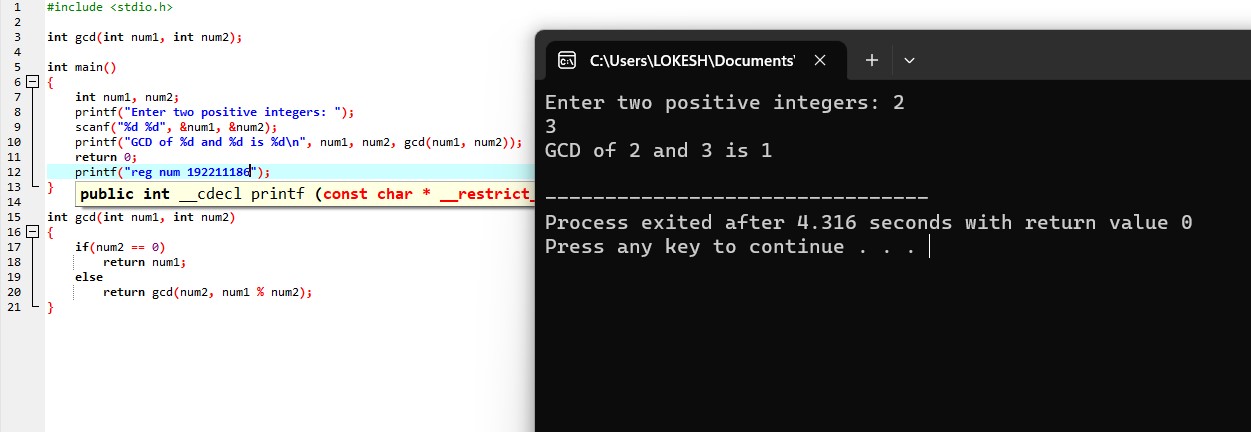 1 #include <stdio.h>
2
3 int gcd(int num1, int num2);
4
5 int main()
6 {
7 int num1, num2;
8 printf("Enter two positive integers: ");
9 scanf("%d %d", &num1, &num2);
10 printf("GCD of %d and %d is %d\n", num1, num2, gcd(num1, num2));
11 return 0;
12 printf("reg num 192211186");
13 }
public int __cdecl printf (const char * __restrict_
14
15 int gcd(int num1, int num2)
16 {
17 if(num2 == 0)
18 return num1;
19 else
20 return gcd(num2, num1 % num2);
21 }
C:\Users\LOKESH\Documents'
Enter two positive integers: 2
3
GCD of 2 and 3 is 1
--------------------------------
Process exited after 4.316 seconds with return value 0
Press any key to continue . . .